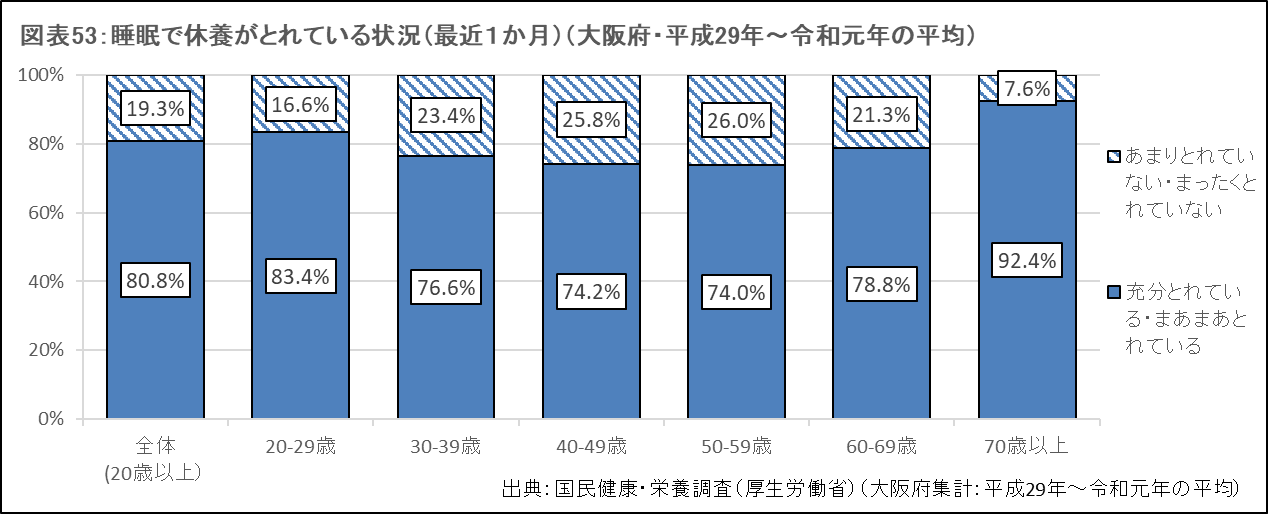 図表53：睡眠で休養がとれている状況（最近１か月）（大阪府・平成29年～令和元年の平均）
100%
80%
60%
40%
20%
0%
19.3%
16.6%
23.4%
25.8%
26.0%
21.3%
7.6%
80.8%
83.4%
76.6%
74.2%
74.0%
78.8%
92.4%
あまりとれてい
ない・まったくと
れていない
充分とれてい
る・まあまあと
れている
全体
(20歳以上)
20-29歳
30-39歳
40-49歳
50-59歳
60-69歳
70歳以上
出典：国民健康・栄養調査（厚生労働省）（大阪府集計：平成29年～令和元年の平均）